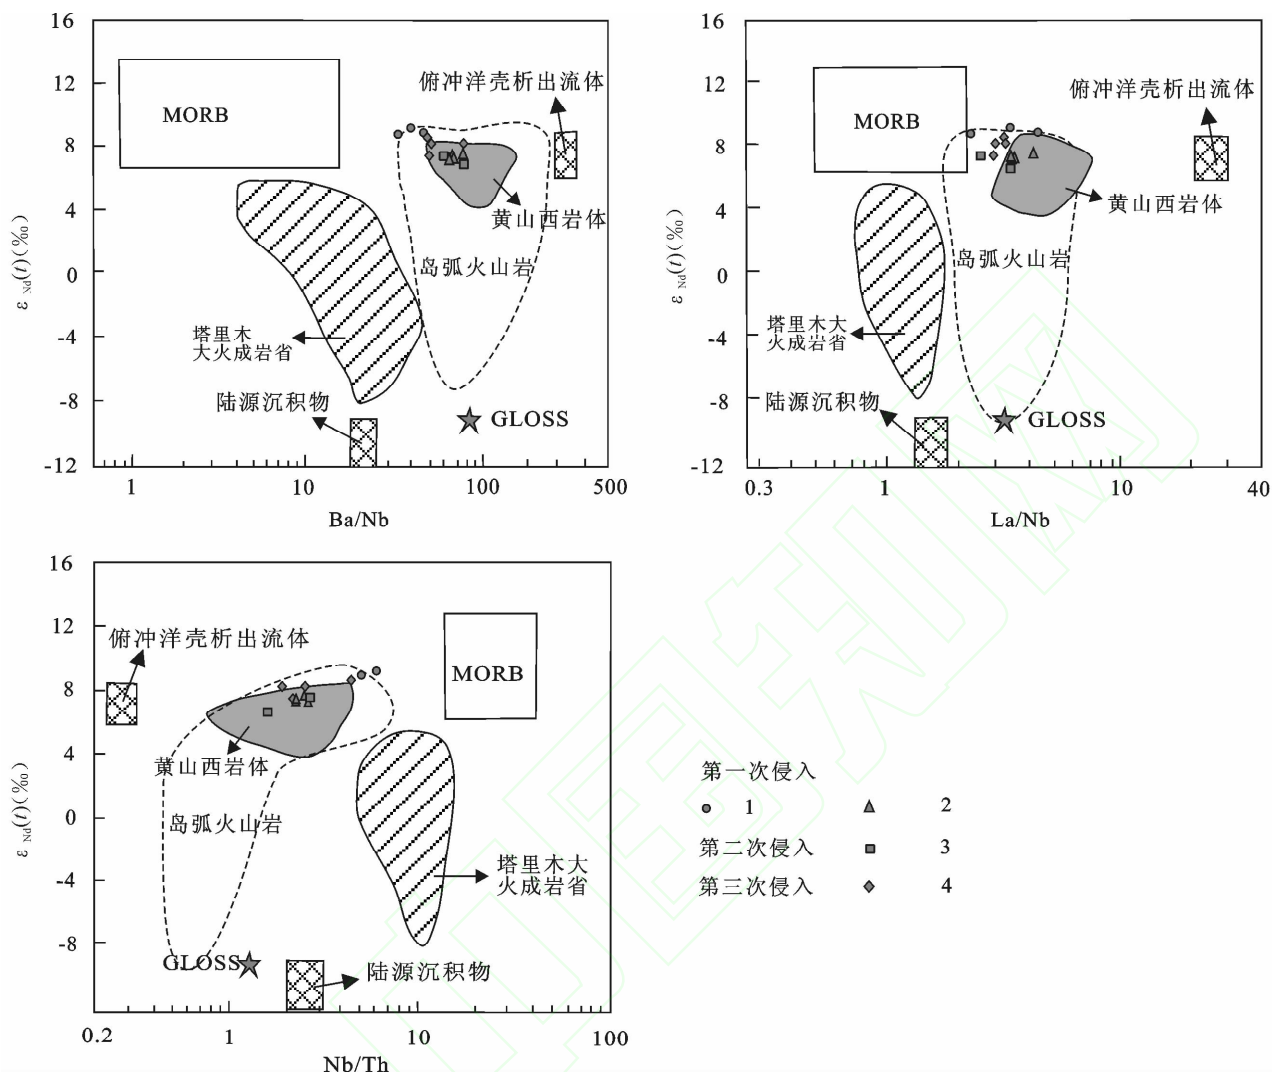 16
12
8
4
0
-4
-8
-12
ε Nd(t)(‰)
MORB
俯冲洋壳析出流体
黄山西岩体
岛弧火山岩
塔里木
大火成岩省
陆源沉积物
GLOSS
1
10
100
500
Ba/Nb
16
12
8
4
0
-4
-8
-12
ε Nd(t)(‰)
MORB
俯冲洋壳析出流体
黄山西岩体
岛弧火山岩
塔里木大
火成岩省
陆源沉积物
GLOSS
0.3
1
10
40
La/Nb
16
12
8
4
0
-4
-8
ε Nd(t)(‰)
俯冲洋壳析出流体
MORB
黄山西岩体
岛弧火山岩
塔里木大
火成岩省
GLOSS
陆源沉积物
0.2
1
10
100
Nb/Th
第一次侵入
1
2
第二次侵入
3
第三次侵入
4